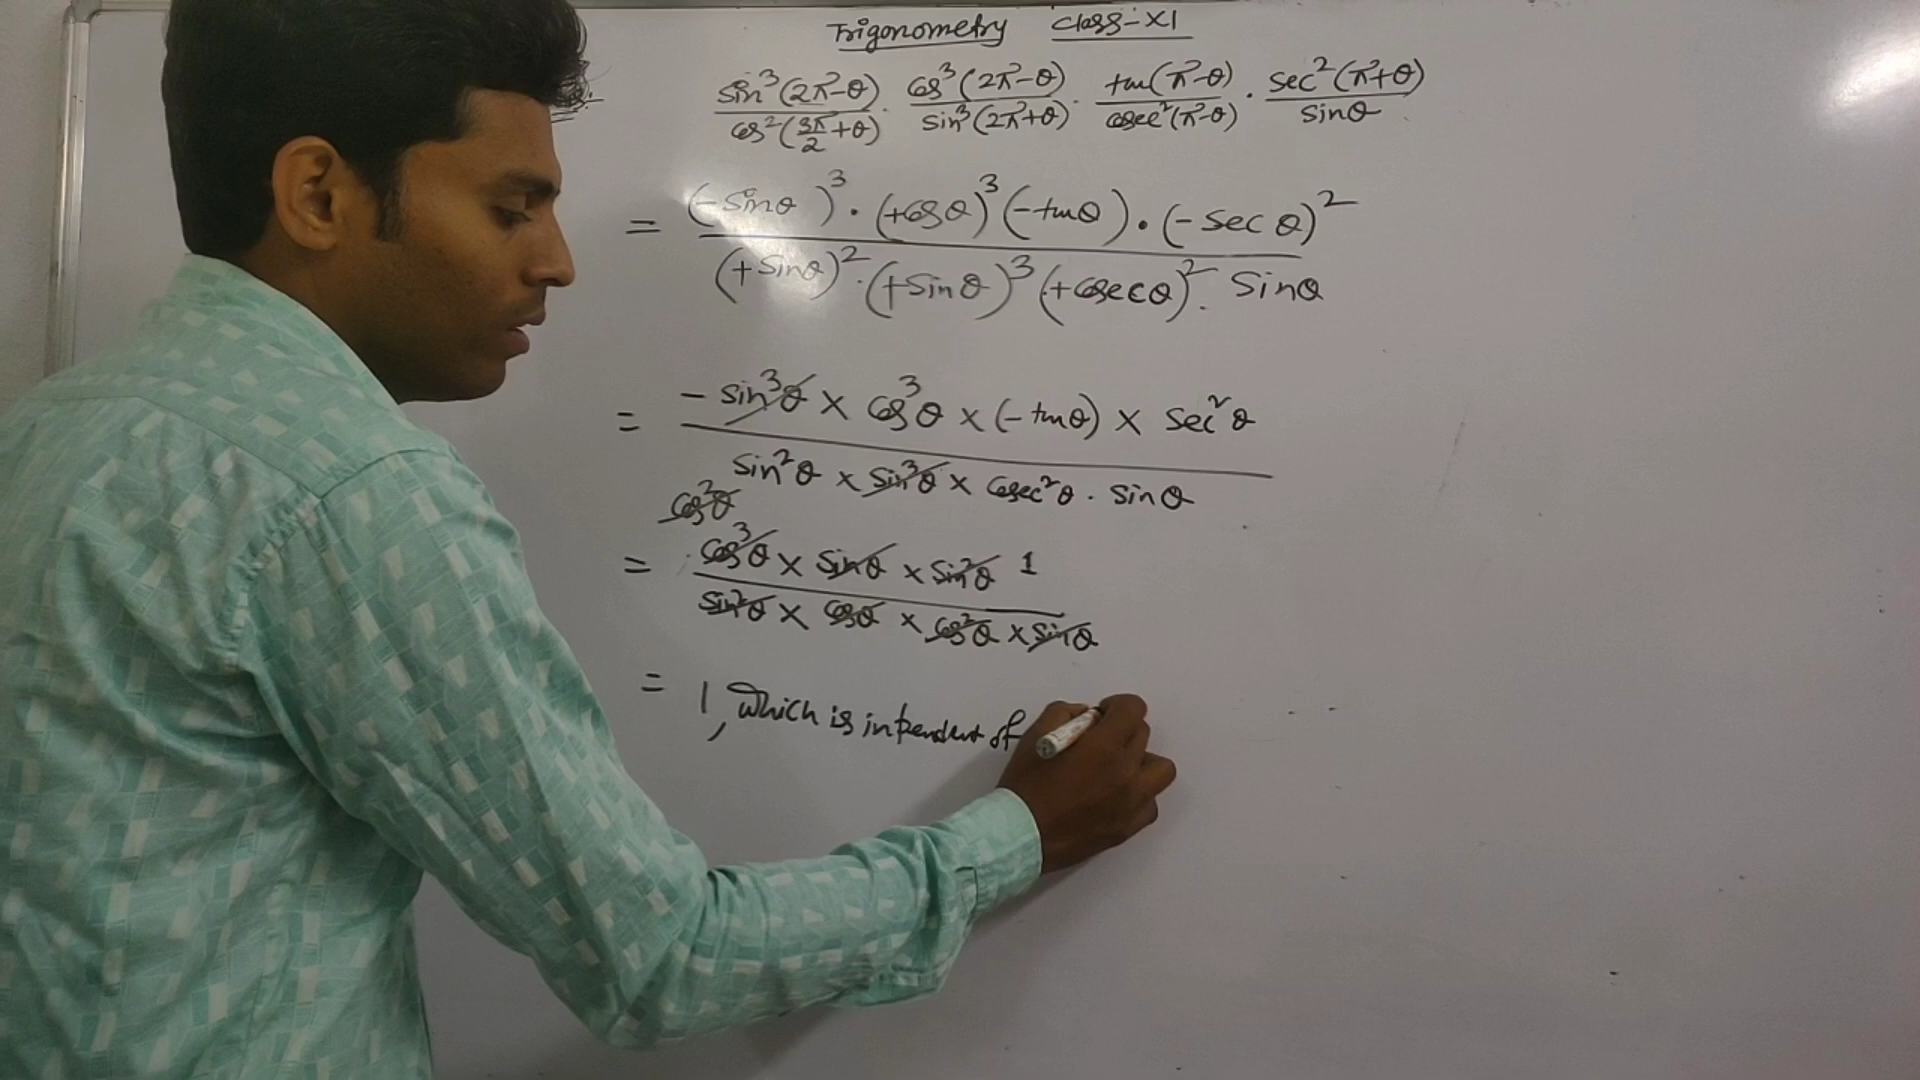 Trigonometry Class-XI
sin³(2π-θ)/cos²(3π/2+θ) · cos³(2π-θ)/sin³(2π+θ) · tan(π-θ)/cosec²(π-θ) · sec²(π+θ)/sinθ
= (-sinθ)³·(+cosθ)³(-tanθ)·(-secθ)²
(+sinθ)²·(+sinθ)³(+cosecθ)². sinθ
= -sin³θ × cos³θ × (-tanθ) × sec²θ
sin²θ × sin³θ × cosec²θ . sinθ
cos²θ
= cos³θ × sinθ × sin²θ 1
sin²θ × cosθ × cos²θ × sinθ
= 1, which is intpendent of